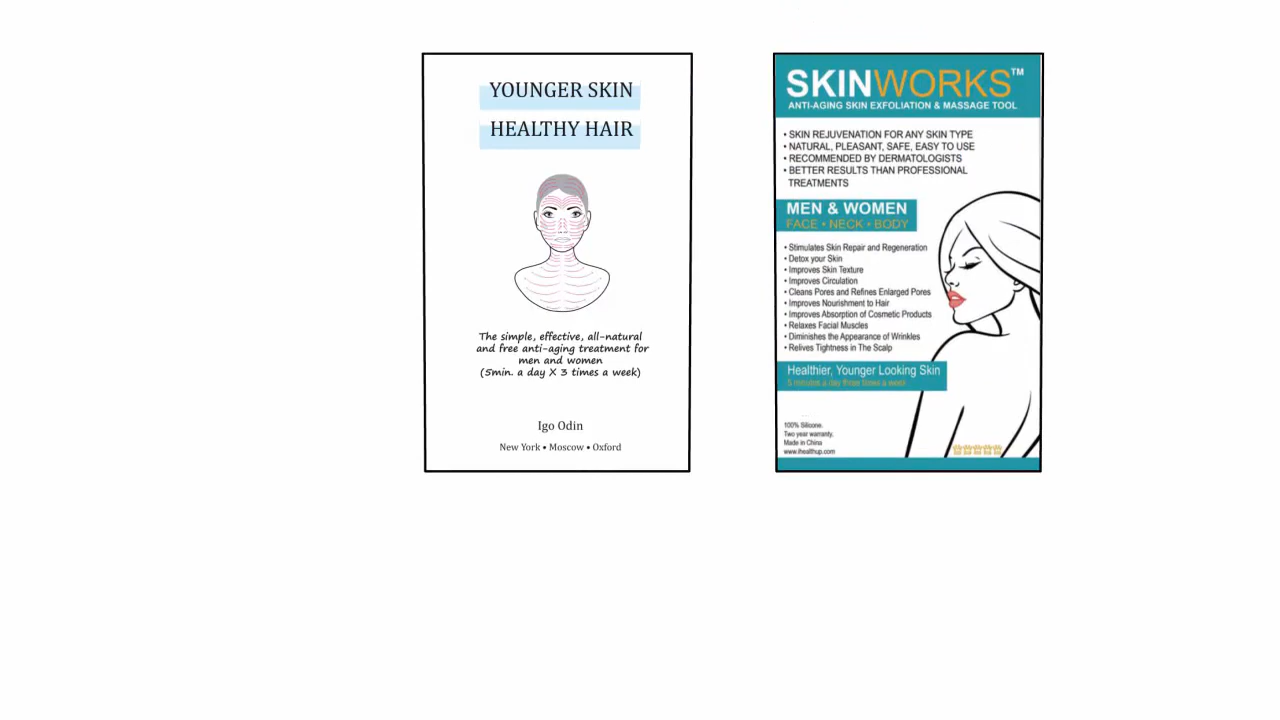 YOUNGER SKIN
HEALTHY HAIR
The simple, effective, all-natural
and free anti-aging treatment for
men and women
(5min. a day X 3 times a week)
Igo Odin
New York • Moscow • Oxford
SKINWORKS™
ANTI-AGING SKIN EXFOLIATION & MASSAGE TOOL
• SKIN REJUVENATION FOR ANY SKIN TYPE
• NATURAL, PLEASANT, SAFE, EASY TO USE
• RECOMMENDED BY DERMATOLOGISTS
• BETTER RESULTS THAN PROFESSIONAL
TREATMENTS
MEN & WOMEN
FACE • NECK • BODY
• Stimulates Skin Repair and Regeneration
• Detox your Skin
• Improves Skin Texture
• Improves Circulation
• Cleans Pores and Refines Enlarged Pores
• Improves Nourishment to Hair
• Improves Absorption of Cosmetic Products
• Relaxes Facial Muscles
• Diminishes the Appearance of Wrinkles
• Relives Tightness in The Scalp
Healthier, Younger Looking Skin
5 minutes a day three times a week
100% Silicone.
Two year warranty.
Made in China
www.ihealthup.com